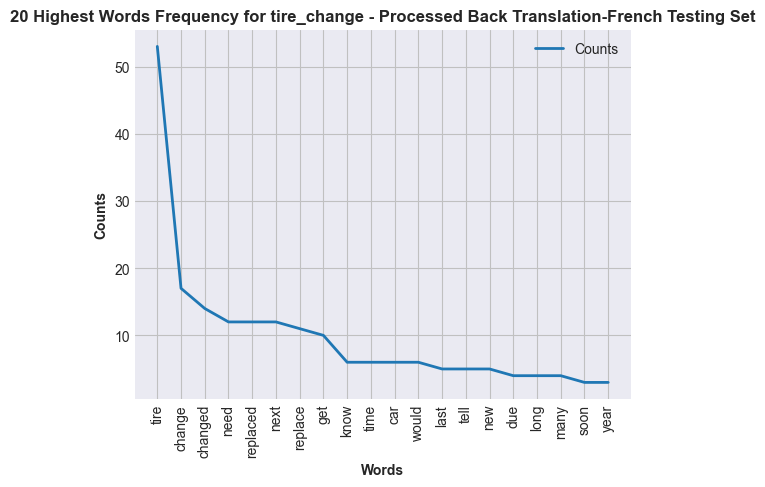 20 Highest Words Frequency for tire_change - Processed Back Translation-French Testing Set
Counts
50
40
30
20
10
Counts
tire
change
changed
need
replaced
next
replace
get
know
time
car
would
last
tell
new
due
long
many
soon
year
Words